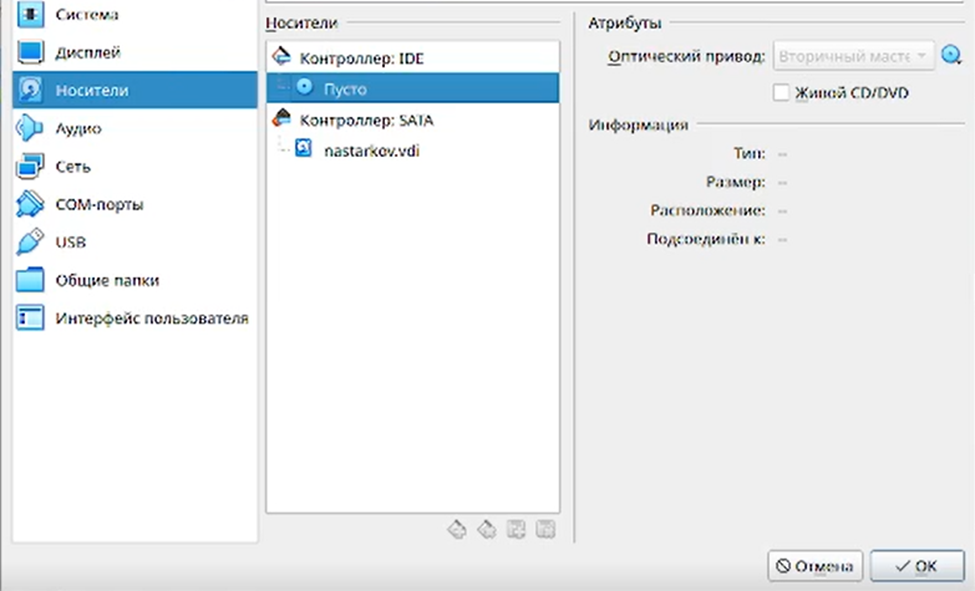 Система
Дисплей
Носители
Аудио
Сеть
COM-порты
USB
Общие папки
Интерфейс пользователя
Носители
Контроллер: IDE
Пусто
Контроллер: SATA
nastarkov.vdi
Атрибуты
Оптический привод: Вторичный масте
Живой CD/DVD
Информация
Тип: --
Размер: --
Расположение: --
Подсоединён к: --
Отмена
OK